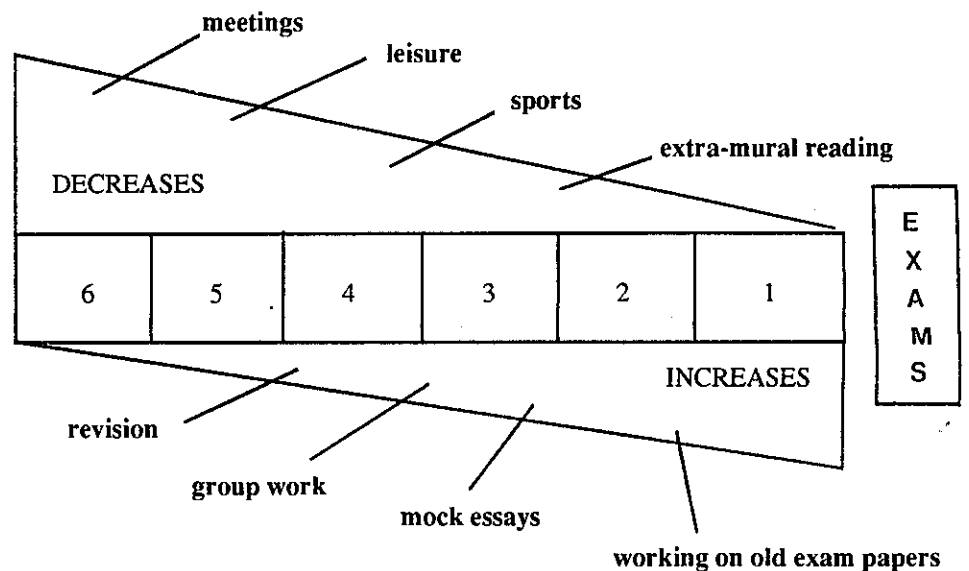 meetings
leisure
sports
extra-mural reading
DECREASES
6 5 4 3 2 1
E
X
A
M
S
INCREASES
revision
group work
mock essays
working on old exam papers